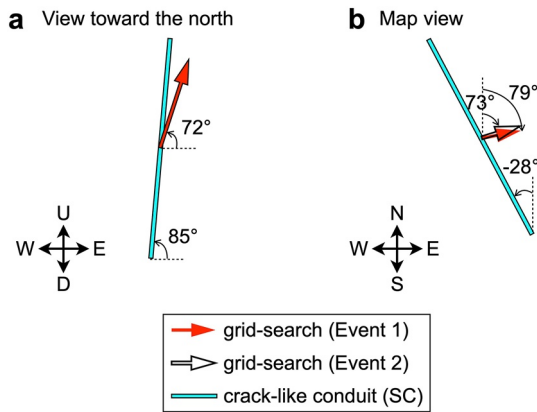 a View toward the north
72°
85°
U
W E
D
b Map view
79°
73°
-28°
N
W E
S
grid-search (Event 1)
grid-search (Event 2)
crack-like conduit (SC)